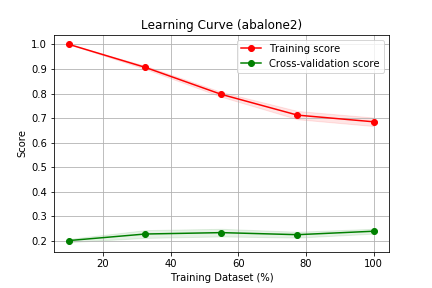 Learning Curve (abalone2)
Training score
Cross-validation score
Score
1.0
0.9
0.8
0.7
0.6
0.5
0.4
0.3
0.2
20 40 60 80 100
Training Dataset (%)